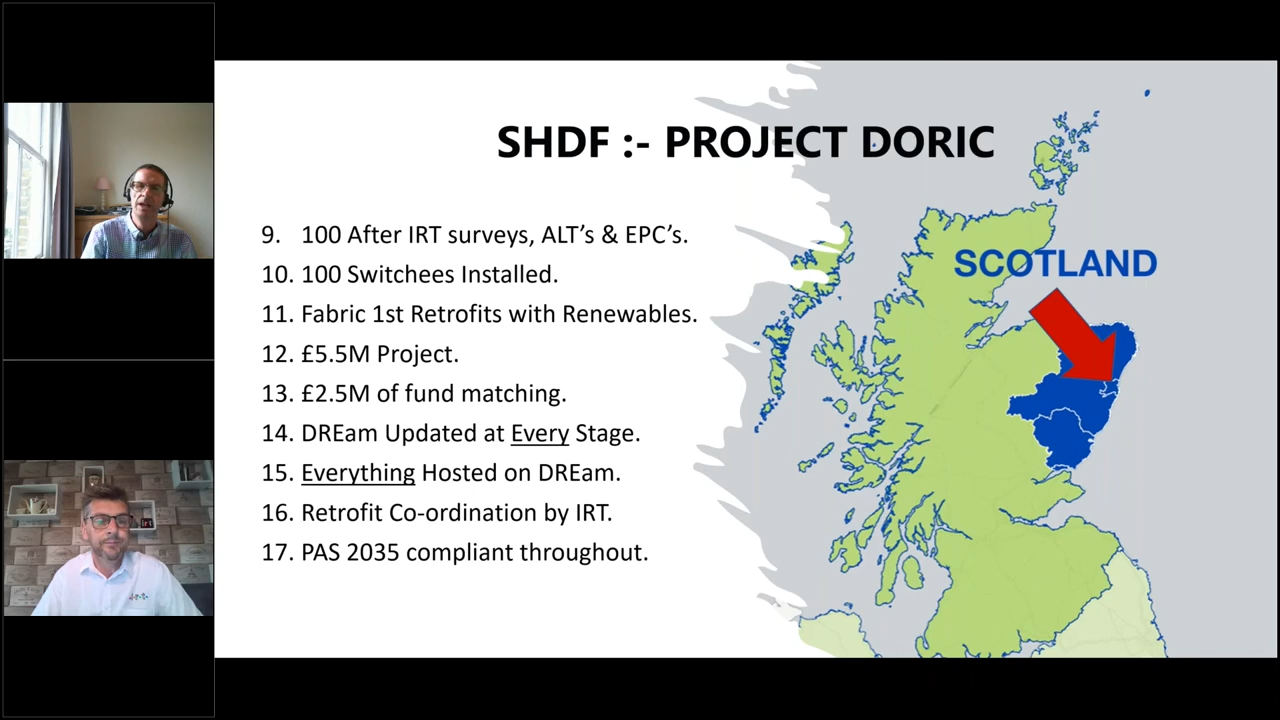 SHDF :- PROJECT DORIC
9. 100 After IRT surveys, ALT’s & EPC’s.
10. 100 Switchees Installed.
11. Fabric 1st Retrofits with Renewables.
12. £5.5M Project.
13. £2.5M of fund matching.
14. DREam Updated at Every Stage.
15. Everything Hosted on DREam.
16. Retrofit Co-ordination by IRT.
17. PAS 2035 compliant throughout.
SCOTLAND
irt